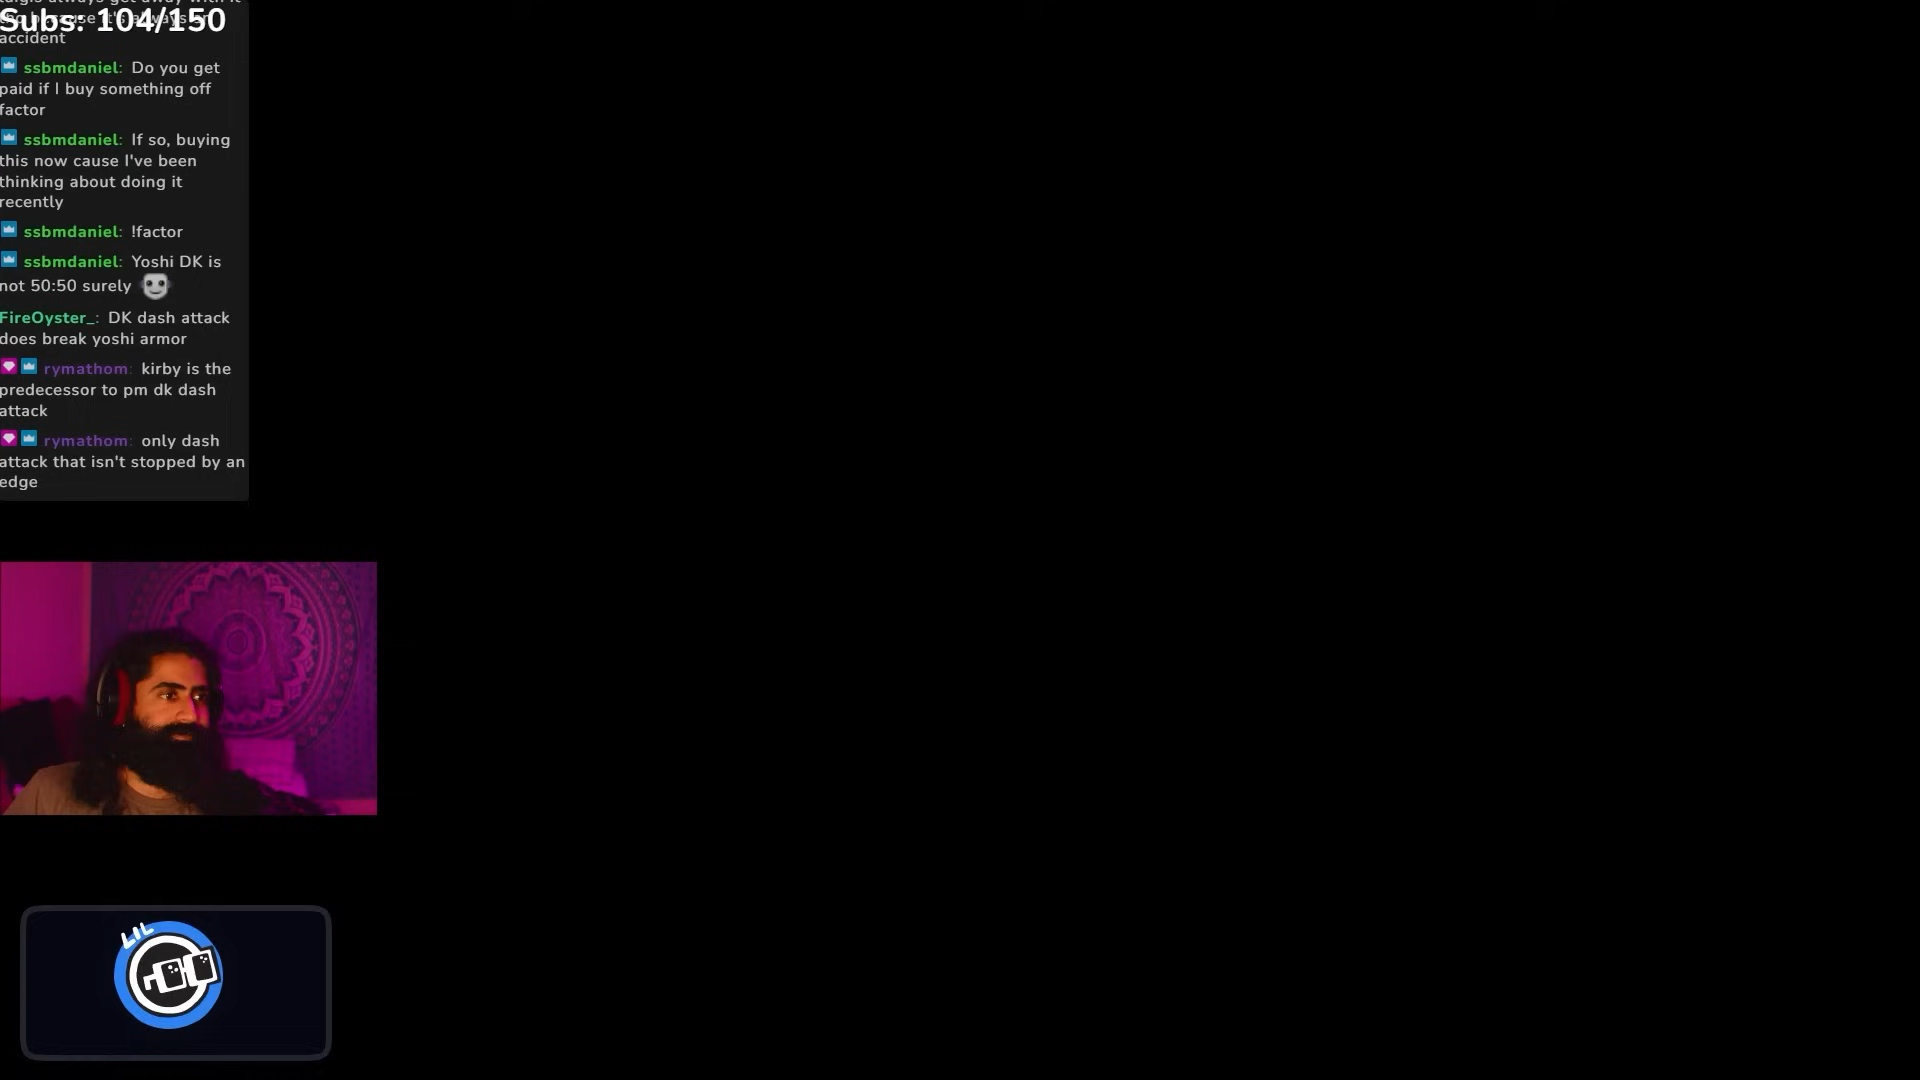 Subs: 104/150
accident
ssbmdaniel: Do you get
paid if I buy something off
factor
ssbmdaniel: If so, buying
this now cause I've been
thinking about doing it
recently
ssbmdaniel: !factor
ssbmdaniel: Yoshi DK is
not 50:50 surely
FireOyster_: DK dash attack
does break yoshi armor
rymathom: kirby is the
predecessor to pm dk dash
attack
rymathom: only dash
attack that isn't stopped by an
edge
LIL